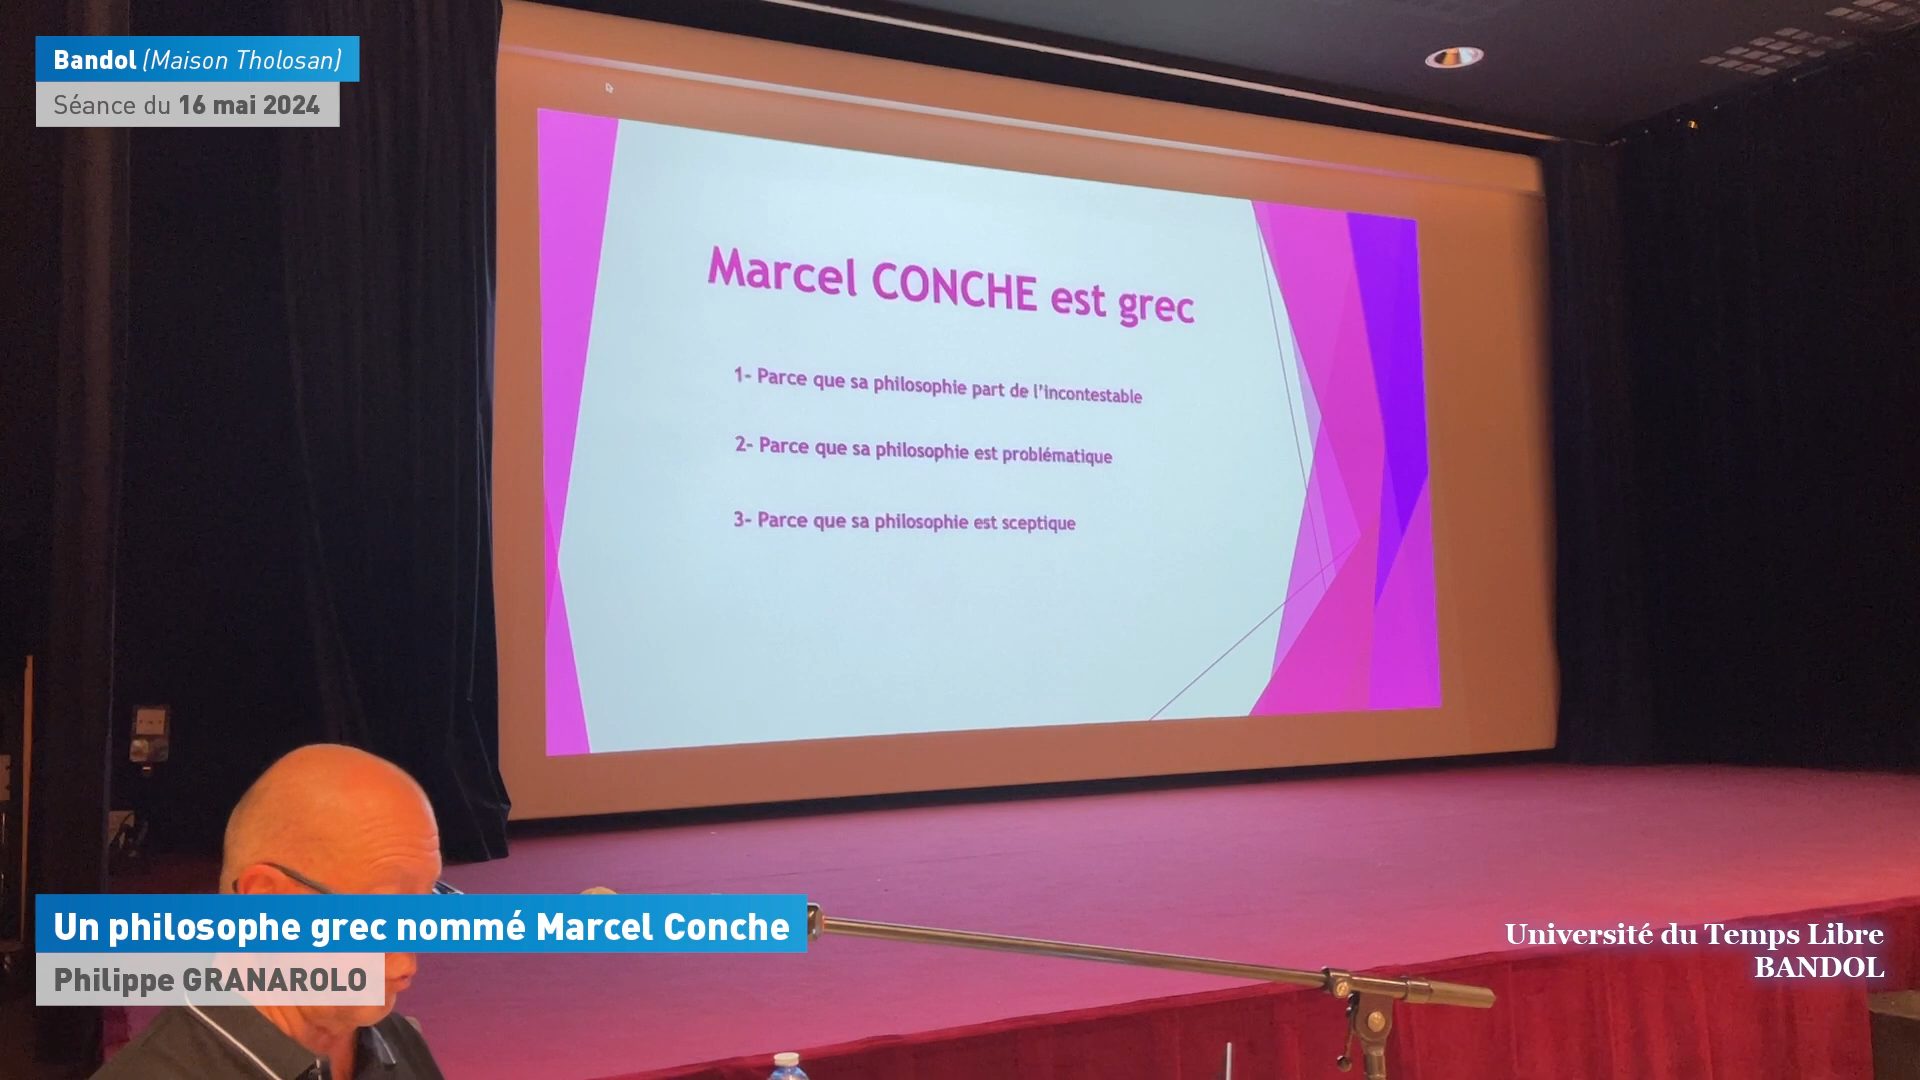 Bandol (Maison Tholosan)
Séance du 16 mai 2024
Marcel CONCHE est grec
1- Parce que sa philosophie part de l'incontestable
2- Parce que sa philosophie est problématique
3- Parce que sa philosophie est sceptique
Un philosophe grec nommé Marcel Conche
Philippe GRANAROLO
Université du Temps Libre
BANDOL